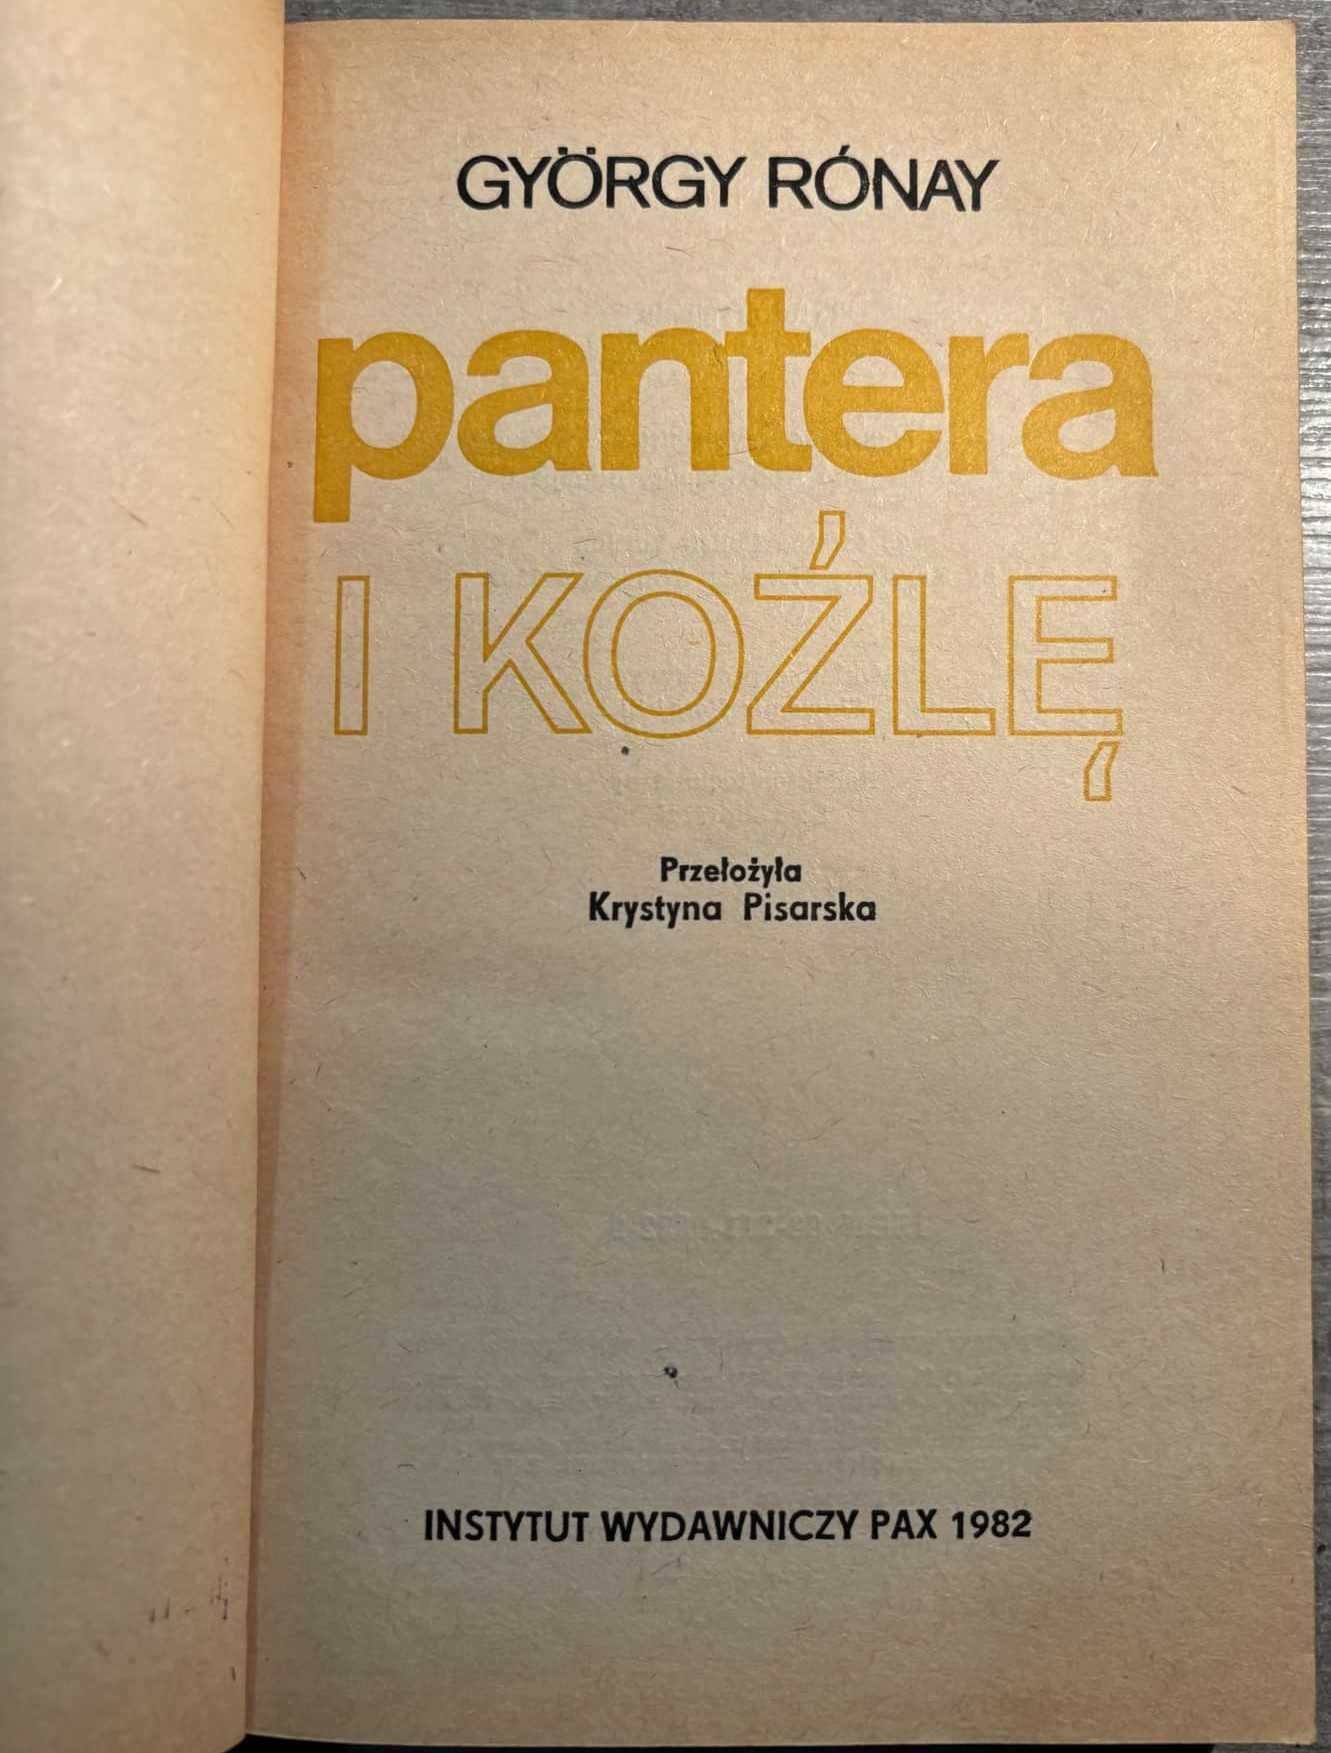 GYÖRGY RÓNAY
pantera
I KOŹLĘ
Przełożyła
Krystyna Pisarska
INSTYTUT WYDAWNICZY PAX 1982